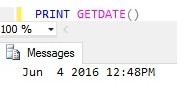 PRINT GETDATE()
100 %
Messages
Jun  4 2016 12:48PM